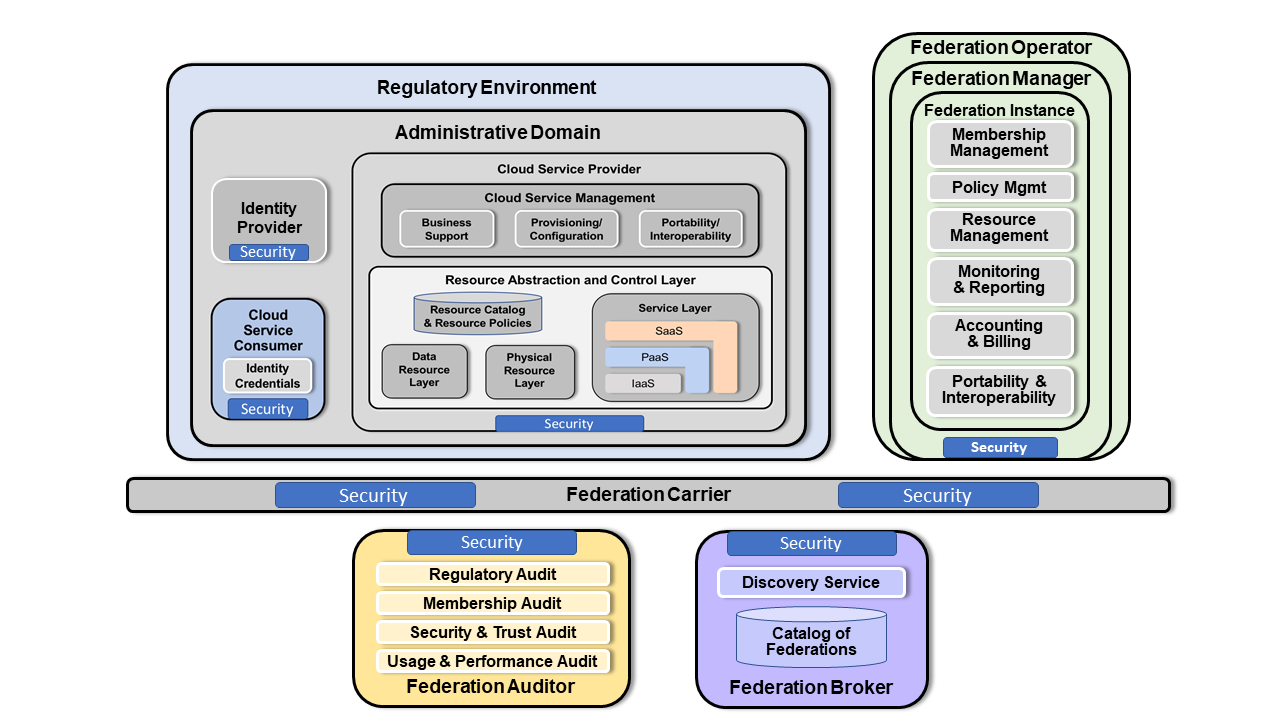 Regulatory Environment
Administrative Domain
Identity
Provider
Security
Cloud
Service
Consumer
Identity
Credentials
Security
Cloud Service Provider
Cloud Service Management
Business
Support
Provisioning/
Configuration
Portability/
Interoperability
Resource Abstraction and Control Layer
Resource Catalog
& Resource Policies
Data
Resource
Layer
Physical
Resource
Layer
Service Layer
SaaS
PaaS
IaaS
Security
Federation Operator
Federation Manager
Federation Instance
Membership
Management
Policy Mgmt
Resource
Management
Monitoring
& Reporting
Accounting
& Billing
Portability &
Interoperability
Security
Security
Federation Carrier
Security
Security
Regulatory Audit
Membership Audit
Security & Trust Audit
Usage & Performance Audit
Federation Auditor
Security
Discovery Service
Catalog of
Federations
Federation Broker